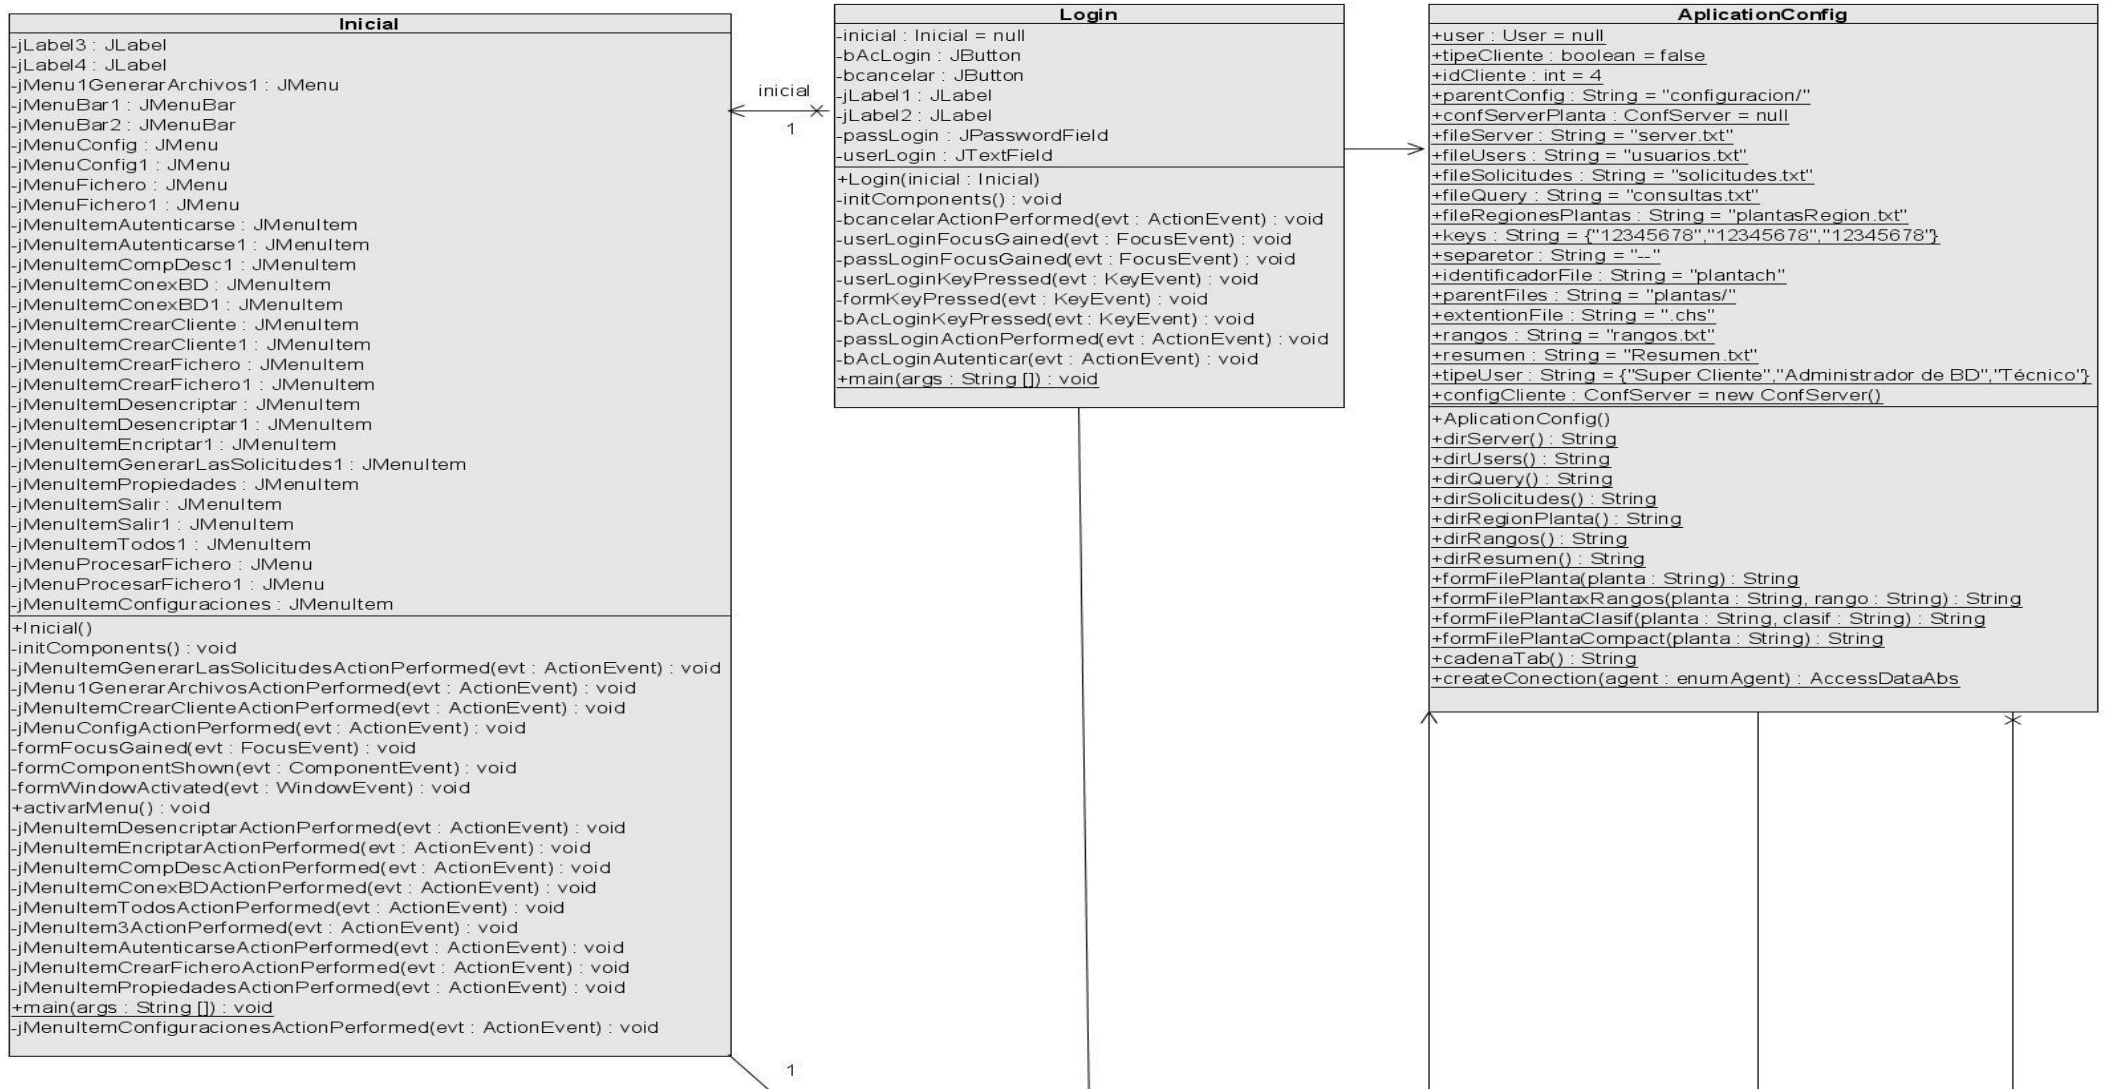 Inicial
-jLabel3 : JLabel
-jLabel4 : JLabel
-jMenu1GenerarArchivos1 : JMenu
-jMenuBar1 : JMenuBar
-jMenuBar2 : JMenuBar
-jMenuConfig : JMenu
-jMenuConfig1 : JMenu
-jMenuFichero : JMenu
-jMenuFichero1 : JMenu
-jMenuItemAutenticarse : JMenuItem
-jMenuItemAutenticarse1 : JMenuItem
-jMenuItemCompDesc1 : JMenuItem
-jMenuItemConexBD : JMenuItem
-jMenuItemConexBD1 : JMenuItem
-jMenuItemCrearCliente : JMenuItem
-jMenuItemCrearCliente1 : JMenuItem
-jMenuItemCrearFichero : JMenuItem
-jMenuItemCrearFichero1 : JMenuItem
-jMenuItemDesencriptar : JMenuItem
-jMenuItemDesencriptar1 : JMenuItem
-jMenuItemEncriptar1 : JMenuItem
-jMenuItemGenerarLasSolicitudes1 : JMenuItem
-jMenuItemPropiedades : JMenuItem
-jMenuItemSalir : JMenuItem
-jMenuItemSalir1 : JMenuItem
-jMenuItemTodos1 : JMenuItem
-jMenuProcesarFichero : JMenu
-jMenuProcesarFichero1 : JMenu
-jMenuItemConfiguraciones : JMenuItem
+Inicial()
-initComponents() : void
-jMenuItemGenerarLasSolicitudesActionPerformed(evt : ActionEvent) : void
-jMenu1GenerarArchivosActionPerformed(evt : ActionEvent) : void
-jMenuItemCrearClienteActionPerformed(evt : ActionEvent) : void
-jMenuConfigActionPerformed(evt : ActionEvent) : void
-formFocusGained(evt : FocusEvent) : void
-formComponentShown(evt : ComponentEvent) : void
-formWindowActivated(evt : WindowEvent) : void
+activarMenu() : void
-jMenuItemDesencriptarActionPerformed(evt : ActionEvent) : void
-jMenuItemEncriptarActionPerformed(evt : ActionEvent) : void
-jMenuItemCompDescActionPerformed(evt : ActionEvent) : void
-jMenuItemConexBDActionPerformed(evt : ActionEvent) : void
-jMenuItemTodosActionPerformed(evt : ActionEvent) : void
-jMenuItem3ActionPerformed(evt : ActionEvent) : void
-jMenuItemAutenticarseActionPerformed(evt : ActionEvent) : void
-jMenuItemCrearFicheroActionPerformed(evt : ActionEvent) : void
-jMenuItemPropiedadesActionPerformed(evt : ActionEvent) : void
+main(args : String []) : void
-jMenuItemConfiguracionesActionPerformed(evt : ActionEvent) : void
1
inicial
1
Login
-inicial : Inicial = null
-bAcLogin : JButton
-bcancelar : JButton
-jLabel1 : JLabel
-jLabel2 : JLabel
-passLogin : JPasswordField
-userLogin : JTextField
+Login(inicial : Inicial)
-initComponents() : void
-bcancelarActionPerformed(evt : ActionEvent) : void
-userLoginFocusGained(evt : FocusEvent) : void
-passLoginFocusGained(evt : FocusEvent) : void
-userLoginKeyPressed(evt : KeyEvent) : void
-formKeyPressed(evt : KeyEvent) : void
-bAcLoginKeyPressed(evt : KeyEvent) : void
-passLoginActionPerformed(evt : ActionEvent) : void
-bAcLoginAutenticar(evt : ActionEvent) : void
+main(args : String []) : void
AplicationConfig
+user : User = null
+tipeCliente : boolean = false
+idCliente : int = 4
+parentConfig : String = "configuracion/"
+confServerPlanta : ConfServer = null
+fileServer : String = "server.txt"
+fileUsers : String = "usuarios.txt"
+fileSolicitudes : String = "solicitudes.txt"
+fileQuery : String = "consultas.txt"
+fileRegionesPlantas : String = "plantasRegion.txt"
+keys : String = {"12345678","12345678","12345678"}
+separetor : String = "--"
+identificadorFile : String = "plantach"
+parentFiles : String = "plantas/"
+extentionFile : String = ".chs"
+rangos : String = "rangos.txt"
+resumen : String = "Resumen.txt"
+tipeUser : String = {"Super Cliente","Administrador de BD","Técnico"}
+configCliente : ConfServer = new ConfServer()
+AplicationConfig()
+dirServer() : String
+dirUsers() : String
+dirQuery() : String
+dirSolicitudes() : String
+dirRegionPlanta() : String
+dirRangos() : String
+dirResumen() : String
+formFilePlanta(planta : String) : String
+formFilePlantaxRangos(planta : String, rango : String) : String
+formFilePlantaClasif(planta : String, clasif : String) : String
+formFilePlantaCompact(planta : String) : String
+cadenaTab() : String
+createConection(agent : enumAgent) : AccessDataAbs